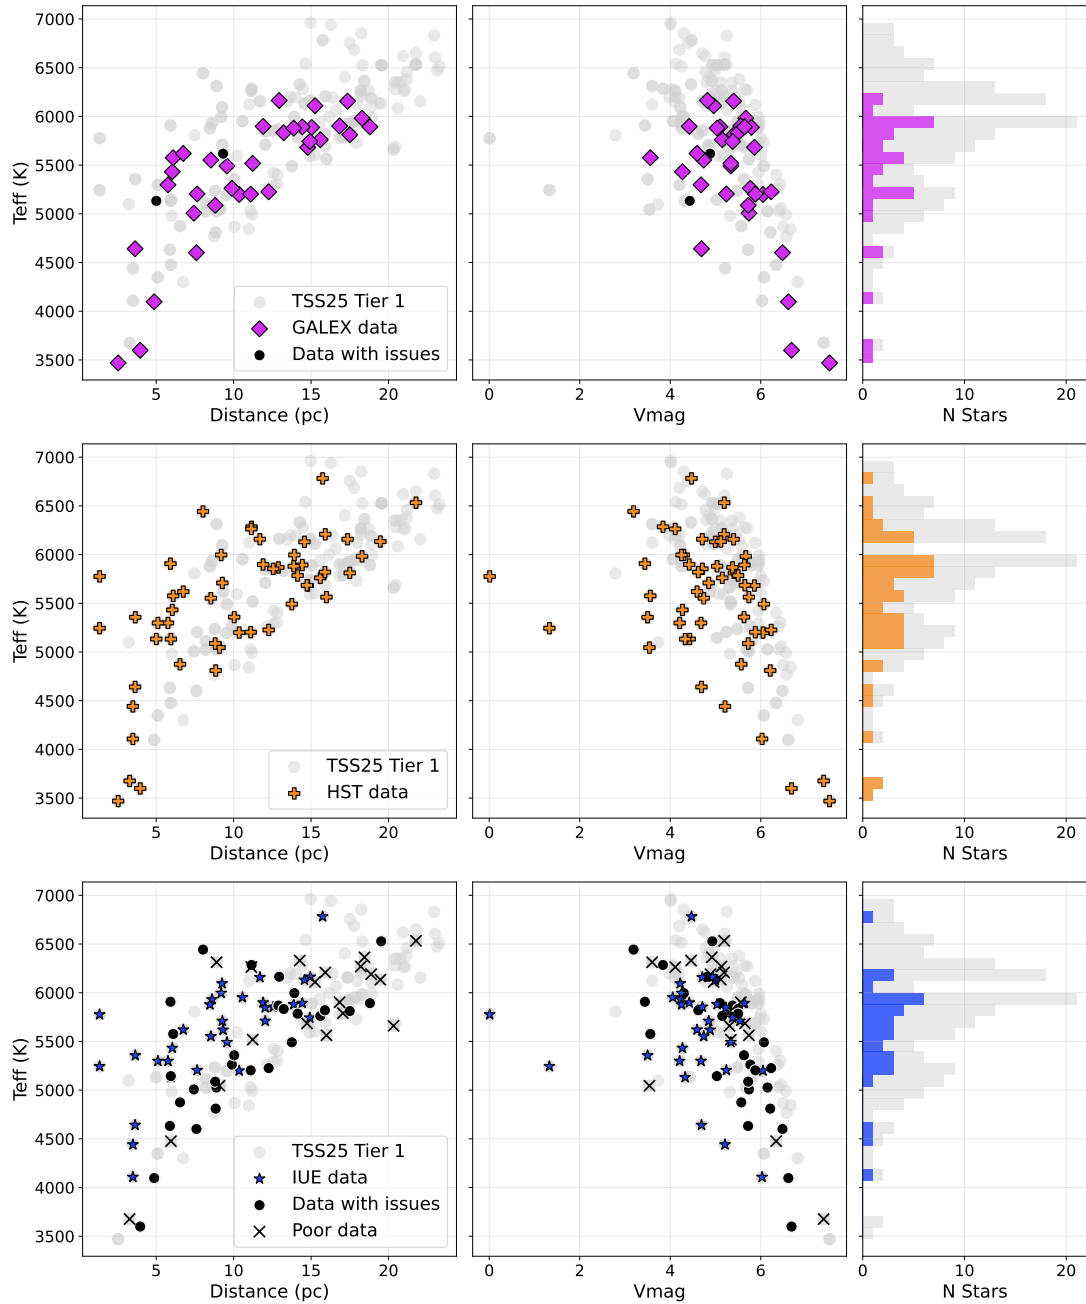 7000
6500
6000
5500
5000
4500
4000
3500
Teff (K)
5 10 15 20
Distance (pc)
TSS25 Tier 1
GALEX data
Data with issues
0 2 4 6
Vmag
0 10 20
N Stars
7000
6500
6000
5500
5000
4500
4000
3500
Teff (K)
5 10 15 20
Distance (pc)
TSS25 Tier 1
HST data
0 2 4 6
Vmag
0 10 20
N Stars
7000
6500
6000
5500
5000
4500
4000
3500
Teff (K)
5 10 15 20
Distance (pc)
TSS25 Tier 1
IUE data
Data with issues
Poor data
0 2 4 6
Vmag
0 10 20
N Stars